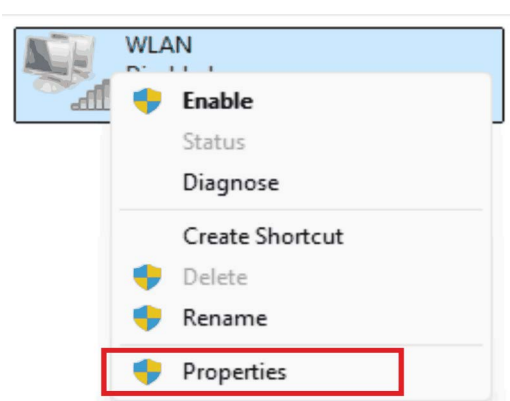 WLAN
Enable
Status
Diagnose
Create Shortcut
Delete
Rename
Properties